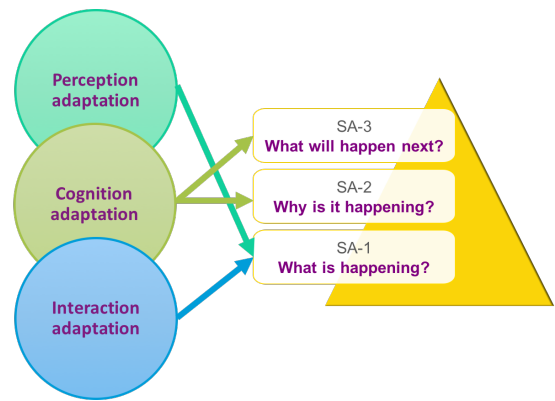 Perception
adaptation
Cognition
adaptation
Interaction
adaptation
SA-3
What will happen next?
SA-2
Why is it happening?
SA-1
What is happening?